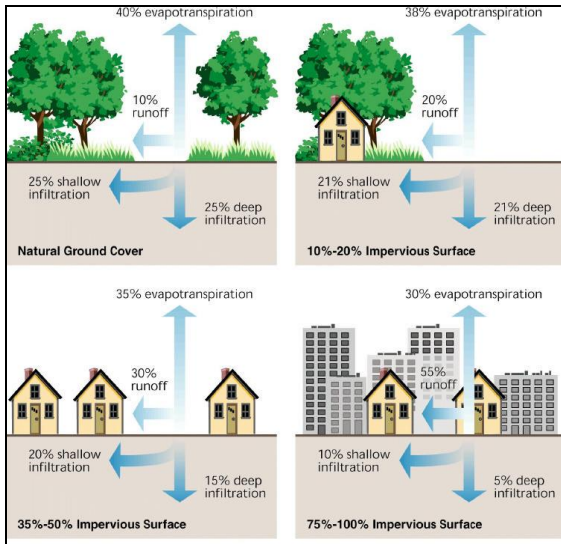 40% evapotranspiration
10%
runoff
25% shallow
infiltration
25% deep
infiltration
Natural Ground Cover
38% evapotranspiration
20%
runoff
21% shallow
infiltration
21% deep
infiltration
10%-20% Impervious Surface
35% evapotranspiration
30%
runoff
20% shallow
infiltration
15% deep
infiltration
35%-50% Impervious Surface
30% evapotranspiration
55%
runoff
10% shallow
infiltration
5% deep
infiltration
75%-100% Impervious Surface